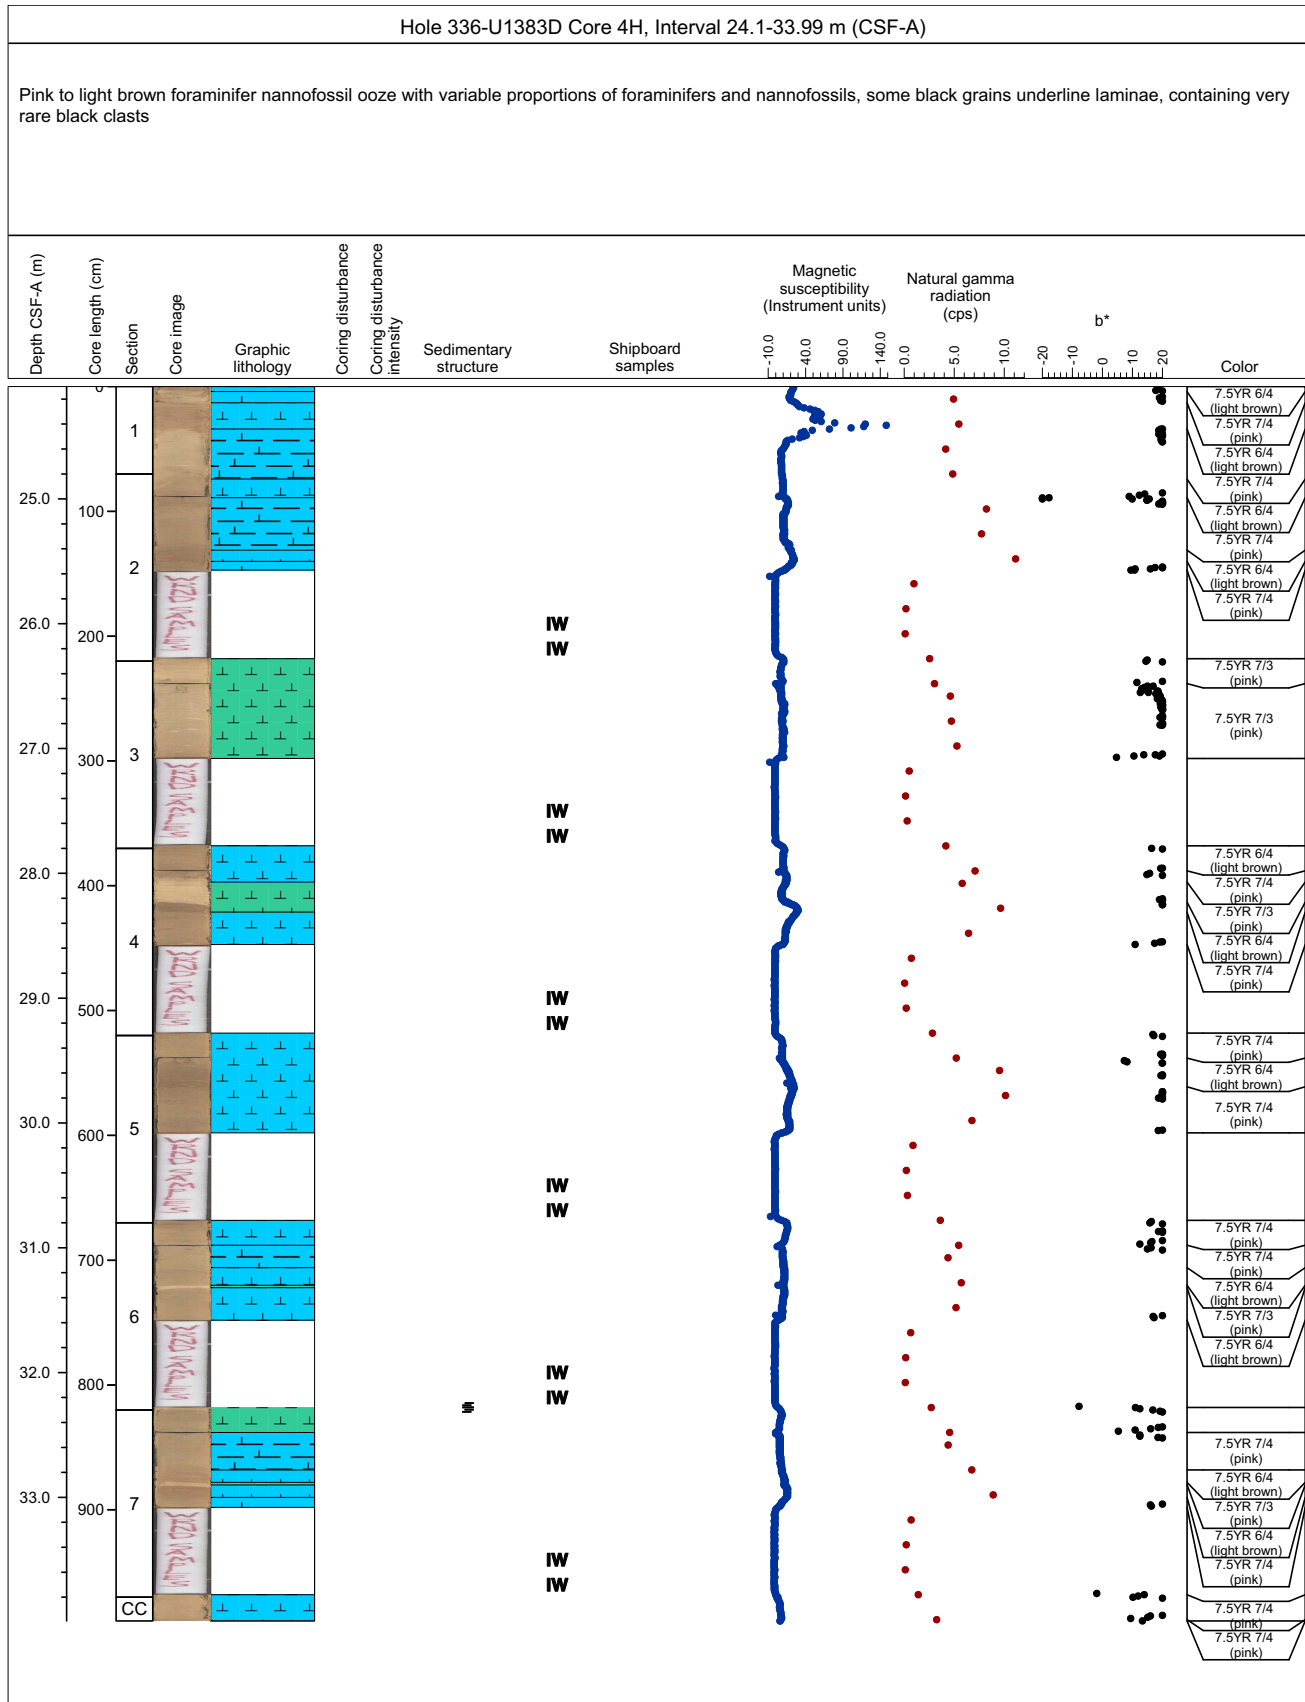 Hole 336-U1383D Core 4H, Interval 24.1-33.99 m (CSF-A)
Pink to light brown foraminifer nannofossil ooze with variable proportions of foraminifers and nannofossils, some black grains underline laminae, containing very
rare black clasts
Depth CSF-A (m)
Core length (cm)
Section
Core image
Graphic
lithology
Coring disturbance
Coring disturbance
intensity
Sedimentary
structure
Shipboard
samples
Magnetic
susceptibility
(Instrument units)
-10.0
40.0
90.0
140.0
Natural gamma
radiation
(cps)
0.0
5.0
10.0
b*
-20
-10
0
10
20
Color
25.0
26.0
27.0
28.0
29.0
30.0
31.0
32.0
33.0
0
100
200
300
400
500
600
700
800
900
1
2
3
4
5
6
7
CC
IW
IW
IW
IW
IW
IW
IW
IW
IW
IW
IW
IW
7.5YR 6/4
(light brown)
7.5YR 7/4
(pink)
7.5YR 6/4
(light brown)
7.5YR 7/4
(pink)
7.5YR 6/4
(light brown)
7.5YR 7/4
(pink)
7.5YR 6/4
(light brown)
7.5YR 7/4
(pink)
7.5YR 7/3
(pink)
7.5YR 7/3
(pink)
7.5YR 6/4
(light brown)
7.5YR 7/4
(pink)
7.5YR 7/3
(pink)
7.5YR 6/4
(light brown)
7.5YR 7/4
(pink)
7.5YR 7/4
(pink)
7.5YR 6/4
(light brown)
7.5YR 7/4
(pink)
7.5YR 7/4
(pink)
7.5YR 7/4
(pink)
7.5YR 6/4
(light brown)
7.5YR 7/3
(pink)
7.5YR 6/4
(light brown)
7.5YR 7/4
(pink)
7.5YR 6/4
(light brown)
7.5YR 7/3
(pink)
7.5YR 6/4
(light brown)
7.5YR 7/4
(pink)
7.5YR 7/4
(pink)
7.5YR 7/4
(pink)